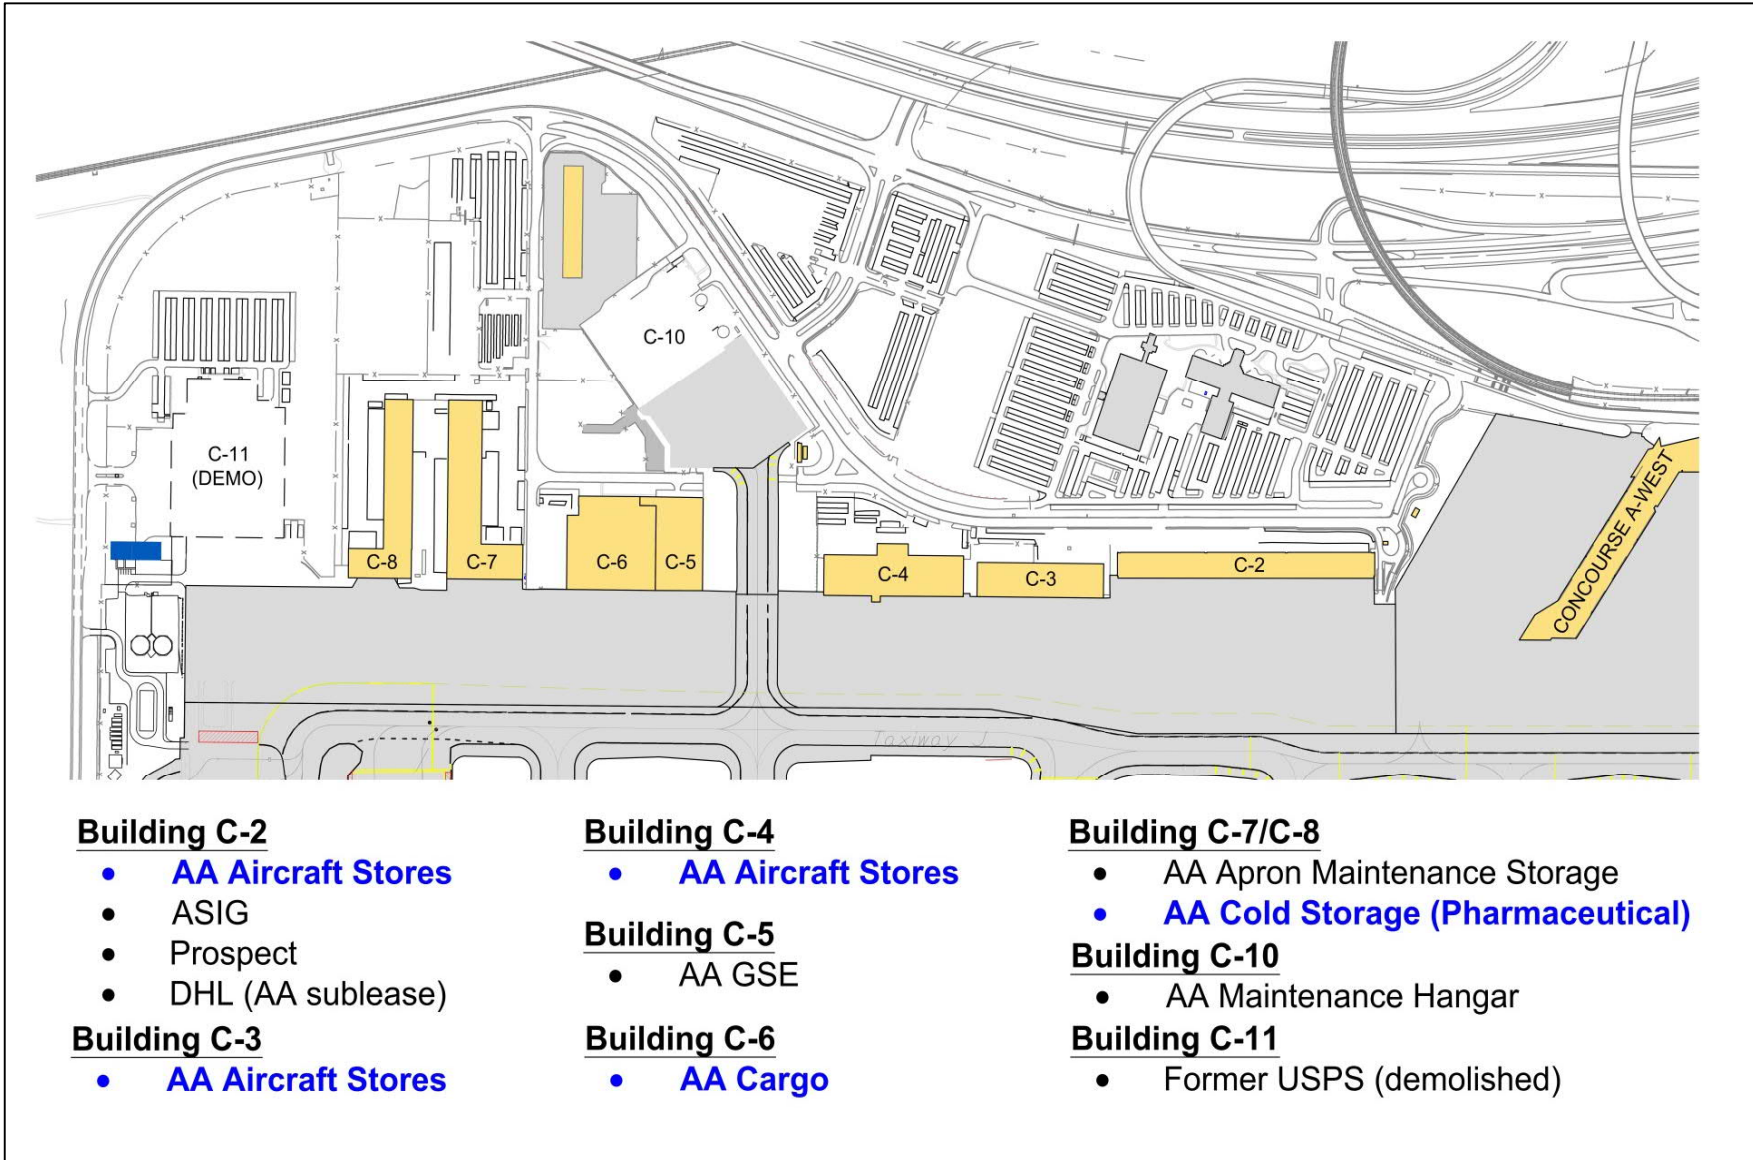 C-10
C-11
(DEMO)
C-8
C-7
C-6
C-5
C-4
C-3
C-2
CONCOURSE A-WEST
Taxiway J
Building C-2
• AA Aircraft Stores
• ASIG
• Prospect
• DHL (AA sublease)
Building C-3
• AA Aircraft Stores
Building C-4
• AA Aircraft Stores
Building C-5
• AA GSE
Building C-6
• AA Cargo
Building C-7/C-8
• AA Apron Maintenance Storage
• AA Cold Storage (Pharmaceutical)
Building C-10
• AA Maintenance Hangar
Building C-11
• Former USPS (demolished)